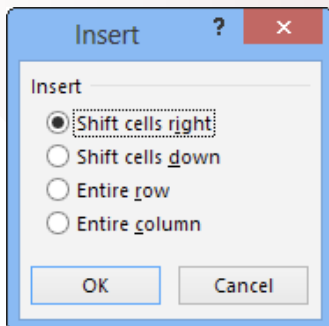 Insert ?
Insert
Shift cells right
Shift cells down
Entire row
Entire column
OK Cancel